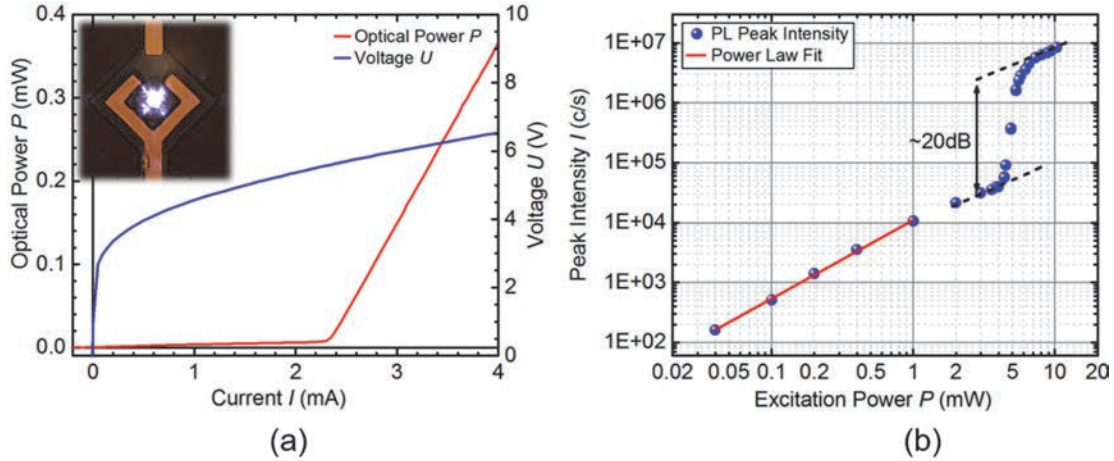 Optical Power P
Voltage U
Optical Power P (mW)
0.4
0.3
0.2
0.1
0.0
0
1
2
3
4
Current I (mA)
10
8
6
4
2
0
Voltage U (V)
(a)
PL Peak Intensity
Power Law Fit
Peak Intensity I (c/s)
1E+07
1E+06
1E+05
1E+04
1E+03
1E+02
~20dB
0.02
0.05
0.1
0.2
0.5
1
2
5
10
20
Excitation Power P (mW)
(b)